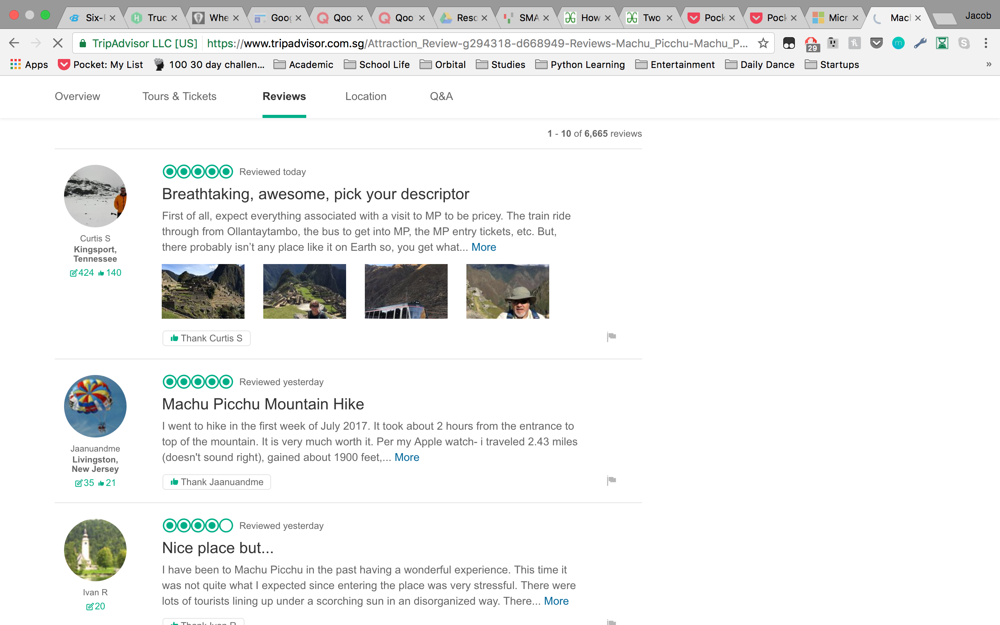 Six-
Truc
Whe
Goog
Qoo
Qoo
Resc
SMA
How
Two
Pock
Pock
Micr
Macl
Jacob
TripAdvisor LLC [US] https://www.tripadvisor.com.sg/Attraction_Review-g294318-d668949-Reviews-Machu_Picchu-Machu_P...
29
Apps Pocket: My List 100 30 day challen... Academic School Life Orbital Studies Python Learning Entertainment Daily Dance Startups »
Overview Tours & Tickets Reviews Location Q&A
1 - 10 of 6,665 reviews
Reviewed today
Breathtaking, awesome, pick your descriptor
First of all, expect everything associated with a visit to MP to be pricey. The train ride
through from Ollantaytambo, the bus to get into MP, the MP entry tickets, etc. But,
there probably isn’t any place like it on Earth so, you get what... More
Curtis S
Kingsport,
Tennessee
424 140
Thank Curtis S
Reviewed yesterday
Machu Picchu Mountain Hike
I went to hike in the first week of July 2017. It took about 2 hours from the entrance to
top of the mountain. It is very much worth it. Per my Apple watch- i traveled 2.43 miles
(doesn't sound right), gained about 1900 feet,... More
Jaanuandme
Livingston,
New Jersey
35 21
Thank Jaanuandme
Reviewed yesterday
Nice place but...
I have been to Machu Picchu in the past having a wonderful experience. This time it
was not quite what I expected since entering the place was very stressful. There were
lots of tourists lining up under a scorching sun in an disorganized way. There... More
Ivan R
20
Thank Ivan R